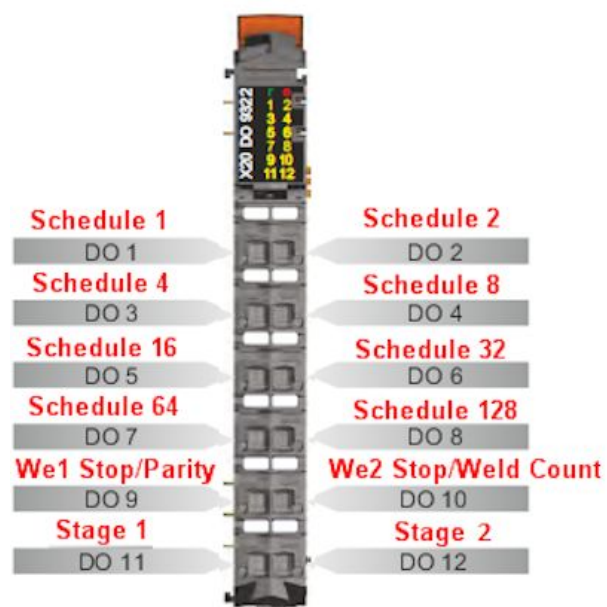 X20 DO 9322
r e
1 2
3 4
5 6
7 8
9 10
11 12
Schedule 1
Schedule 2
DO 1
DO 2
Schedule 4
Schedule 8
DO 3
DO 4
Schedule 16
Schedule 32
DO 5
DO 6
Schedule 64
Schedule 128
DO 7
DO 8
We1 Stop/Parity
We2 Stop/Weld Count
DO 9
DO 10
Stage 1
Stage 2
DO 11
DO 12